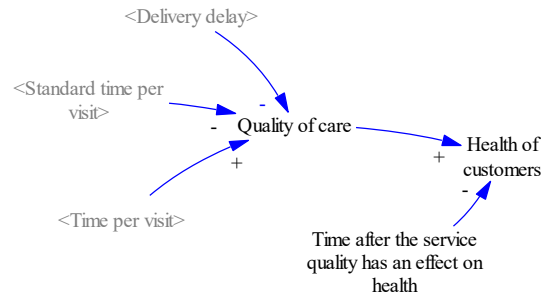 <Delivery delay>
<Standard time per
visit>
-
-
Quality of care
+
<Time per visit>
Health of
customers
+
-
Time after the service
quality has an effect on
health